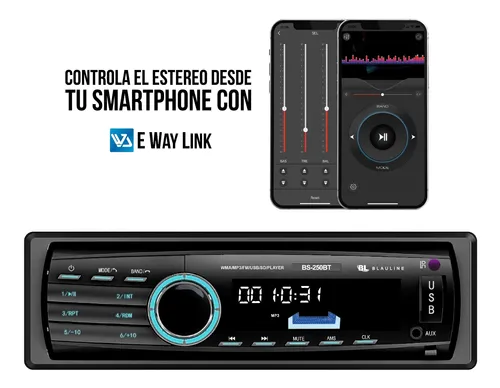 CONTROLA EL ESTEREO DESDE
TU SMARTPHONE CON
E WAY LINK
WMA/MP3/FM/USB/SD/PLAYER BS-250BT BL BLAULINE IR
MODE/ BAND/
1/ 2/INT
3/RPT 4/RDM
5/-10 6/+10
00 10:31
MP3
MUTE AMS CLK
USB
AUX